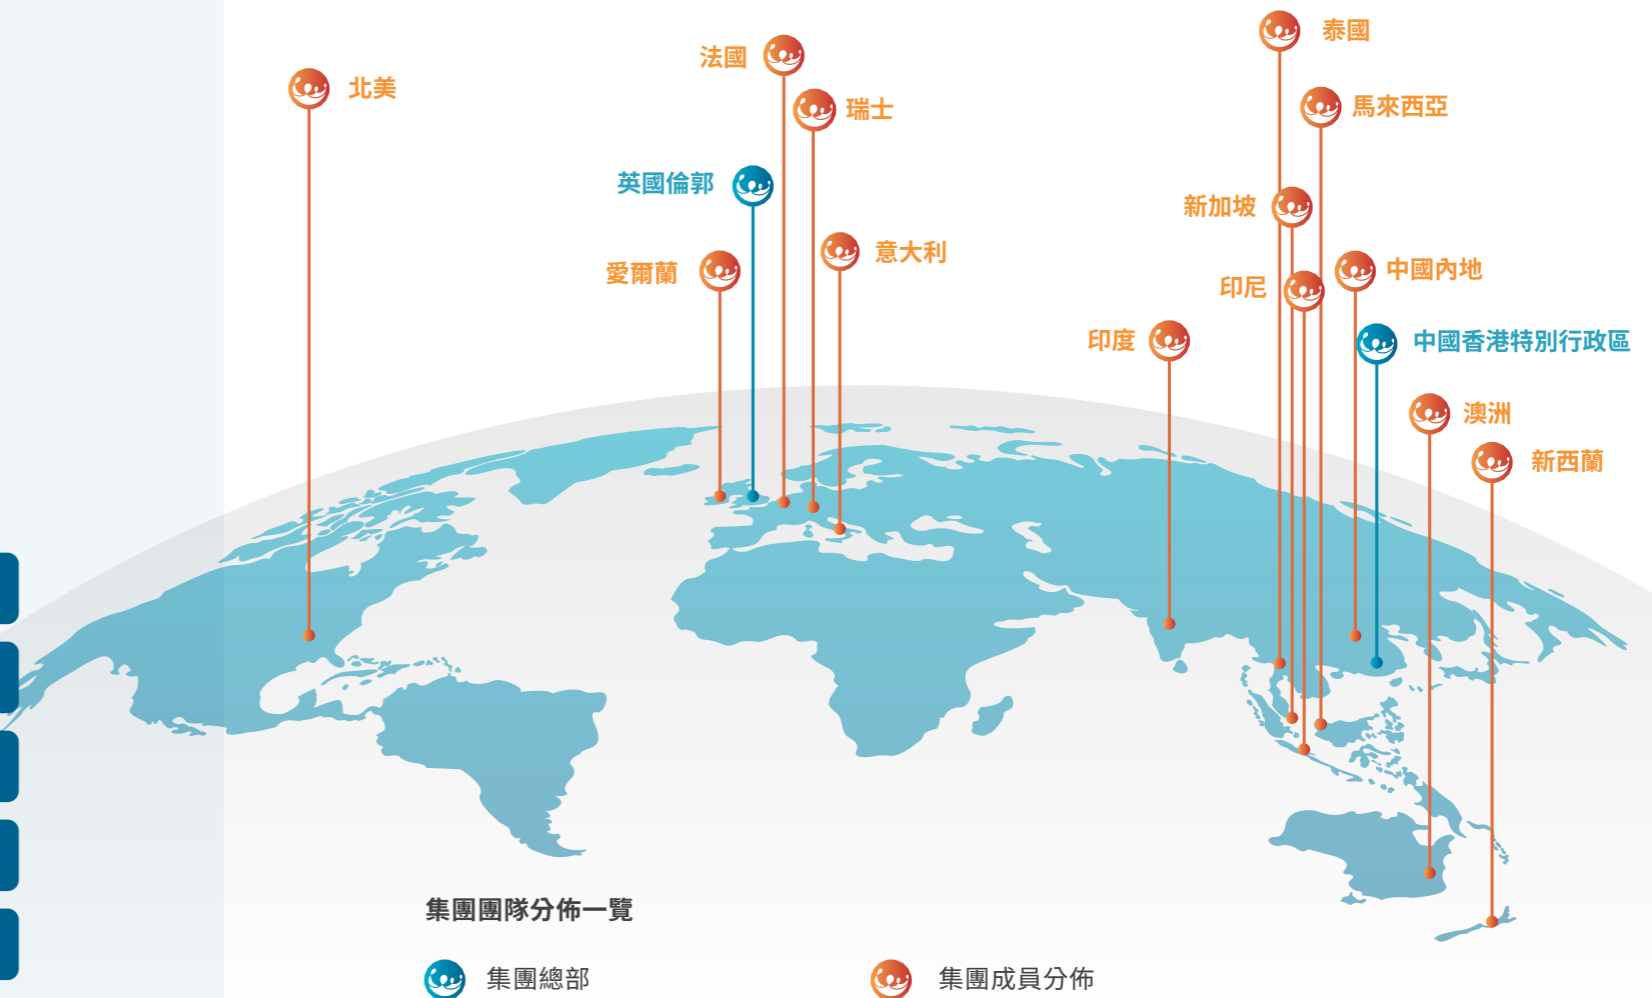 泰國
法國
北美
馬來西亞
瑞士
英國倫敦
新加坡
意大利
愛爾蘭
中國內地
印尼
印度
中國香港特別行政區
澳洲
新西蘭
集團團隊分佈一覽
集團總部
集團成員分佈